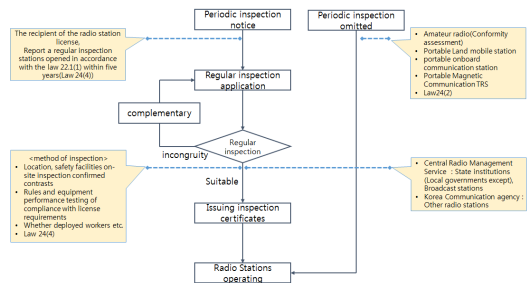 Periodic inspection
notice
Periodic inspection
omitted
The recipient of the radio station
license,
Report a regular inspection
stations opened in accordance
with the law 22.1(1) within five
years(Law 24(4))
• Amateur radio(Conformity
assessment)
• Portable Land mobile station
• portable onboard
communication station
• Portable Magnetic
Communication TRS
• Law24(2)
Regular inspection
application
complementary
Regular
inspection
incongruity
Suitable
<method of inspection>
• Location, safety facilities on-
site inspection confirmed
contrasts
• Rules and equipment
performance testing of
compliance with license
requirements
• Whether deployed workers etc.
• Law 24(4)
• Central Radio Management
Service : State institutions
(Local governments except),
Broadcast stations
• Korea Communication agency :
Other radio stations
Issuing inspection
certificates
Radio Stations
operating